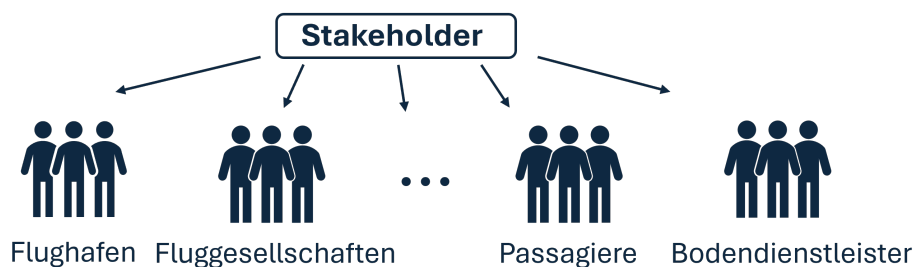 Stakeholder
...
Flughafen Fluggesellschaften Passagiere Bodendienstleister